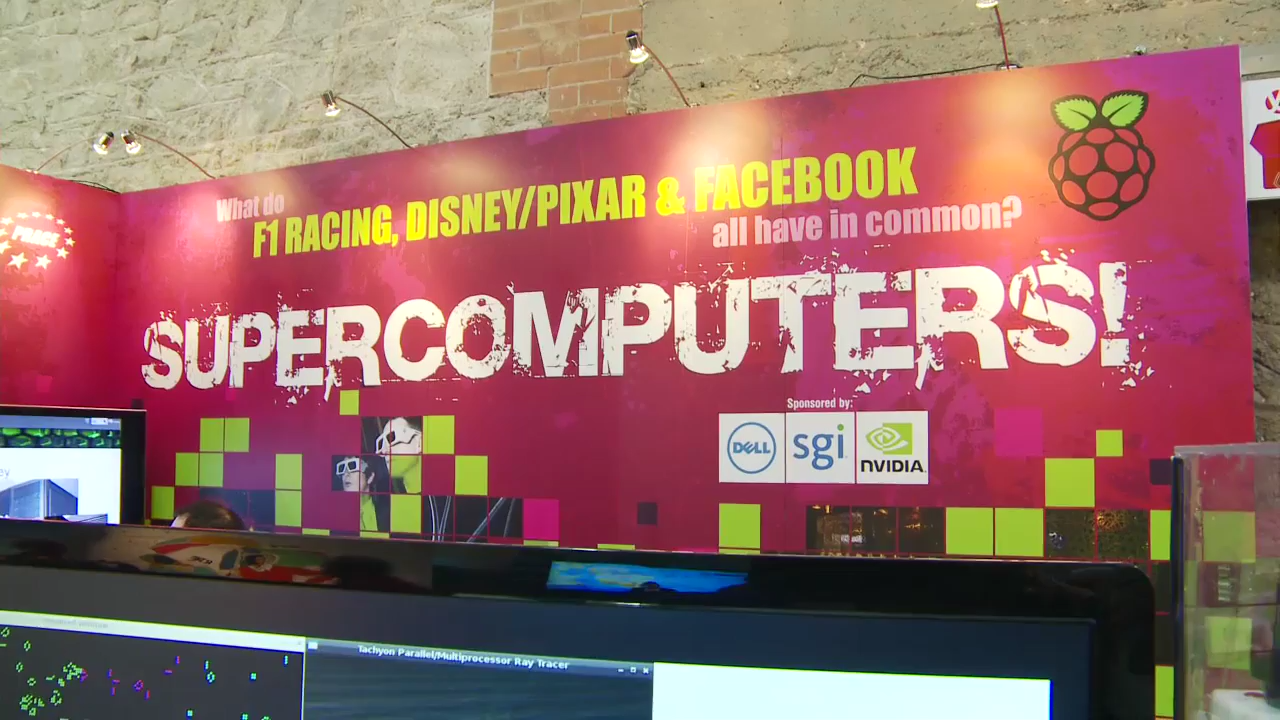 What do
F1 RACING, DISNEY/PIXAR & FACEBOOK
all have in common?
PRACE
SUPERCOMPUTERS!
Sponsored by:
DELL
sgi
NVIDIA.
Tachyon Parallel/Multiprocessor Ray Tracer